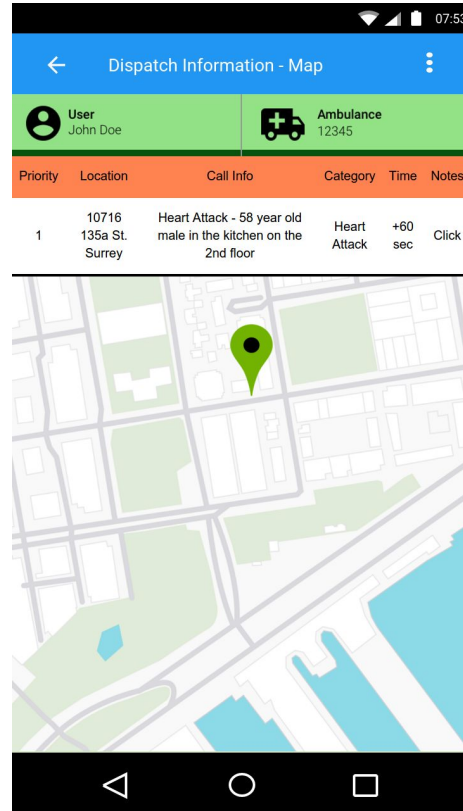 07:53
Dispatch Information - Map
User
John Doe
Ambulance
12345
Priority Location Call Info Category Time Notes
1
10716
135a St.
Surrey
Heart Attack - 58 year old
male in the kitchen on the
2nd floor
Heart
Attack
+60
sec
Click